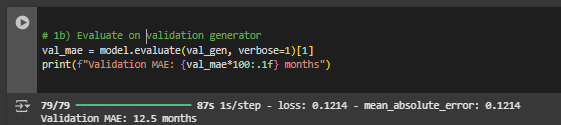 # 1b) Evaluate on validation generator
val_mae = model.evaluate(val_gen, verbose=1)[1]
print(f"Validation MAE: {val_mae*100:.1f} months")
79/79 ━━━━━━━━━━━━━━━━━━━━ 87s 1s/step - loss: 0.1214 - mean_absolute_error: 0.1214
Validation MAE: 12.5 months